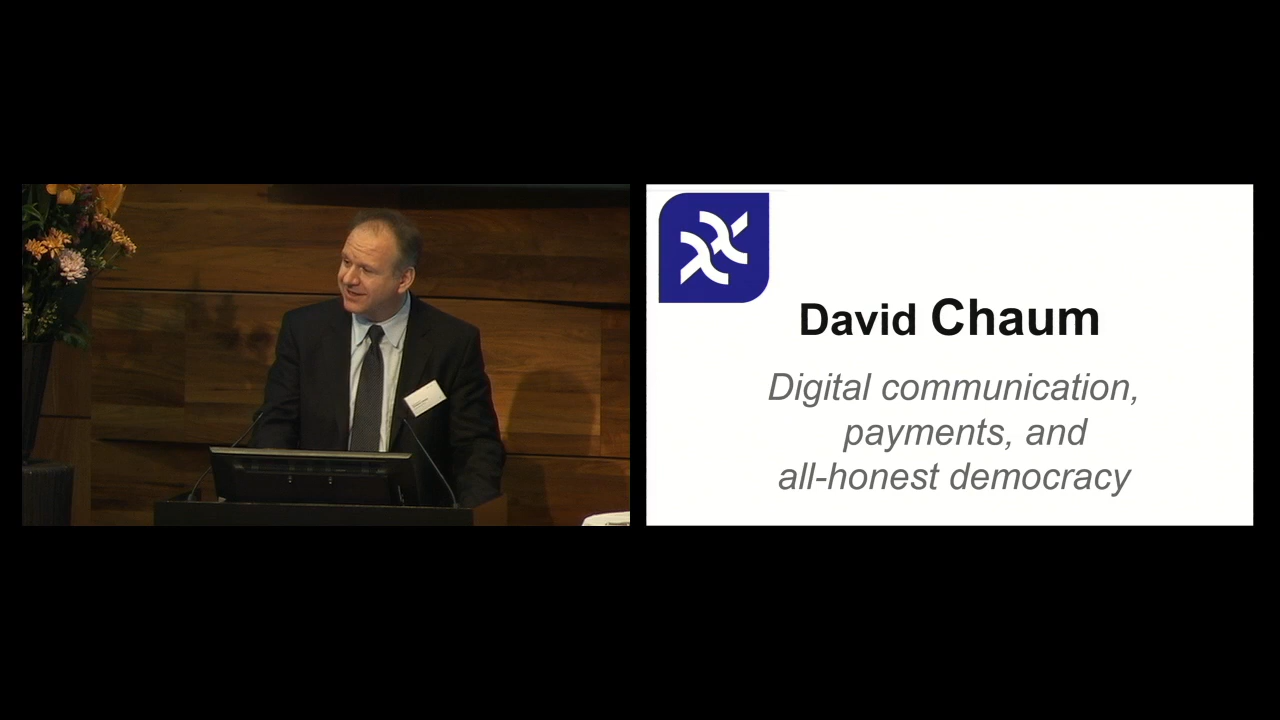 David Chaum
Digital communication,
payments, and
all-honest democracy